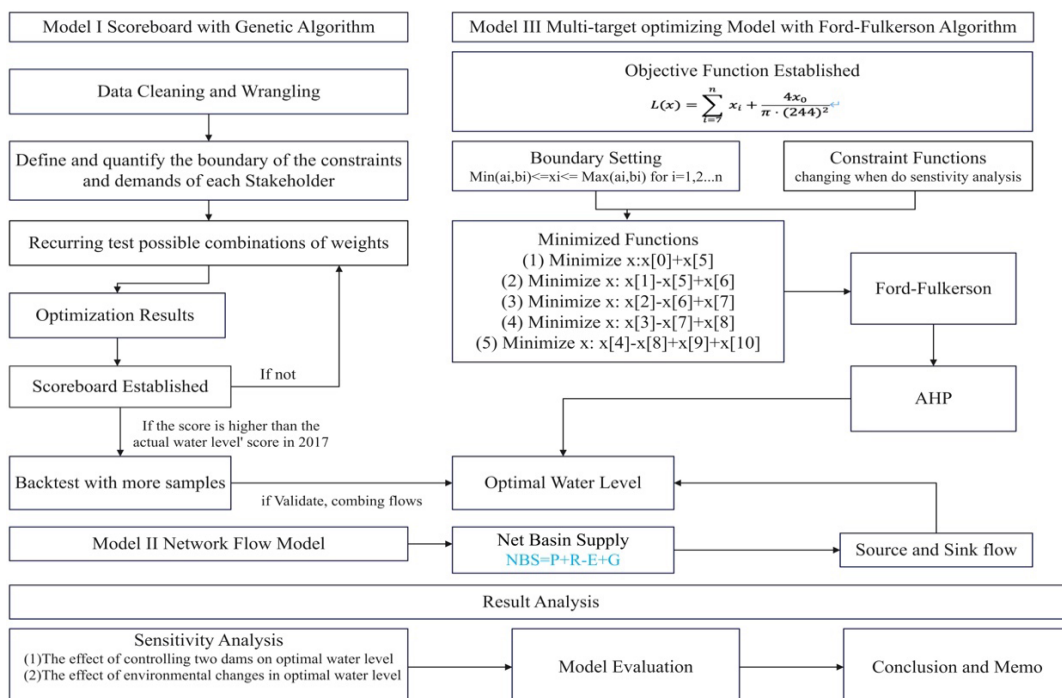 Model I Scoreboard with Genetic Algorithm
Data Cleaning and Wrangling
Define and quantify the boundary of the constraints
and demands of each Stakeholder
Recurring test possible combinations of weights
Optimization Results
Scoreboard Established
If not
If the score is higher than the
actual water level' score in 2017
Backtest with more samples
if Validate, combing flows
Model III Multi-target optimizing Model with Ford-Fulkerson Algorithm
Objective Function Established
L(x) = \sum_{i=7}^{n} x_i + \frac{4x_0}{π · (244)^2}↵
Boundary Setting
Min(ai,bi)<=xi<= Max(ai,bi) for i=1,2...n
Constraint Functions
changing when do senstivity analysis
Minimized Functions
(1) Minimize x:x[0]+x[5]
(2) Minimize x: x[1]-x[5]+x[6]
(3) Minimize x: x[2]-x[6]+x[7]
(4) Minimize x: x[3]-x[7]+x[8]
(5) Minimize x: x[4]-x[8]+x[9]+x[10]
Ford-Fulkerson
AHP
Optimal Water Level
Model II Network Flow Model
Net Basin Supply
NBS=P+R-E+G
Source and Sink flow
Result Analysis
Sensitivity Analysis
(1)The effect of controlling two dams on optimal water level
(2)The effect of environmental changes in optimal water level
Model Evaluation
Conclusion and Memo